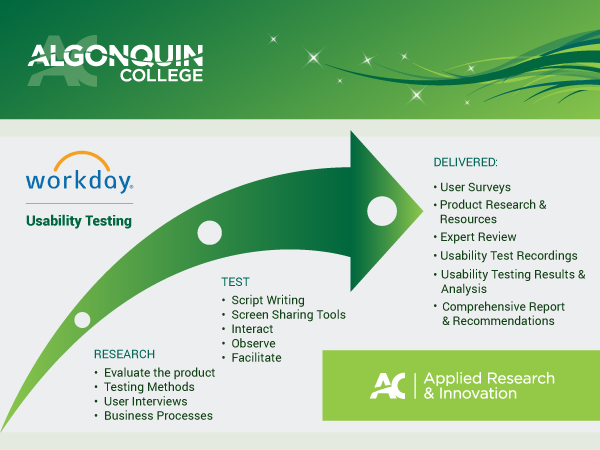 ALGONQUIN
COLLEGE
workday.
Usability Testing
RESEARCH
• Evaluate the product
• Testing Methods
• User Interviews
• Business Processes
TEST
• Script Writing
• Screen Sharing Tools
• Interact
• Observe
• Facilitate
DELIVERED:
• User Surveys
• Product Research &
Resources
• Expert Review
• Usability Test Recordings
• Usability Testing Results &
Analysis
• Comprehensive Report
& Recommendations
AC
Applied Research
& Innovation